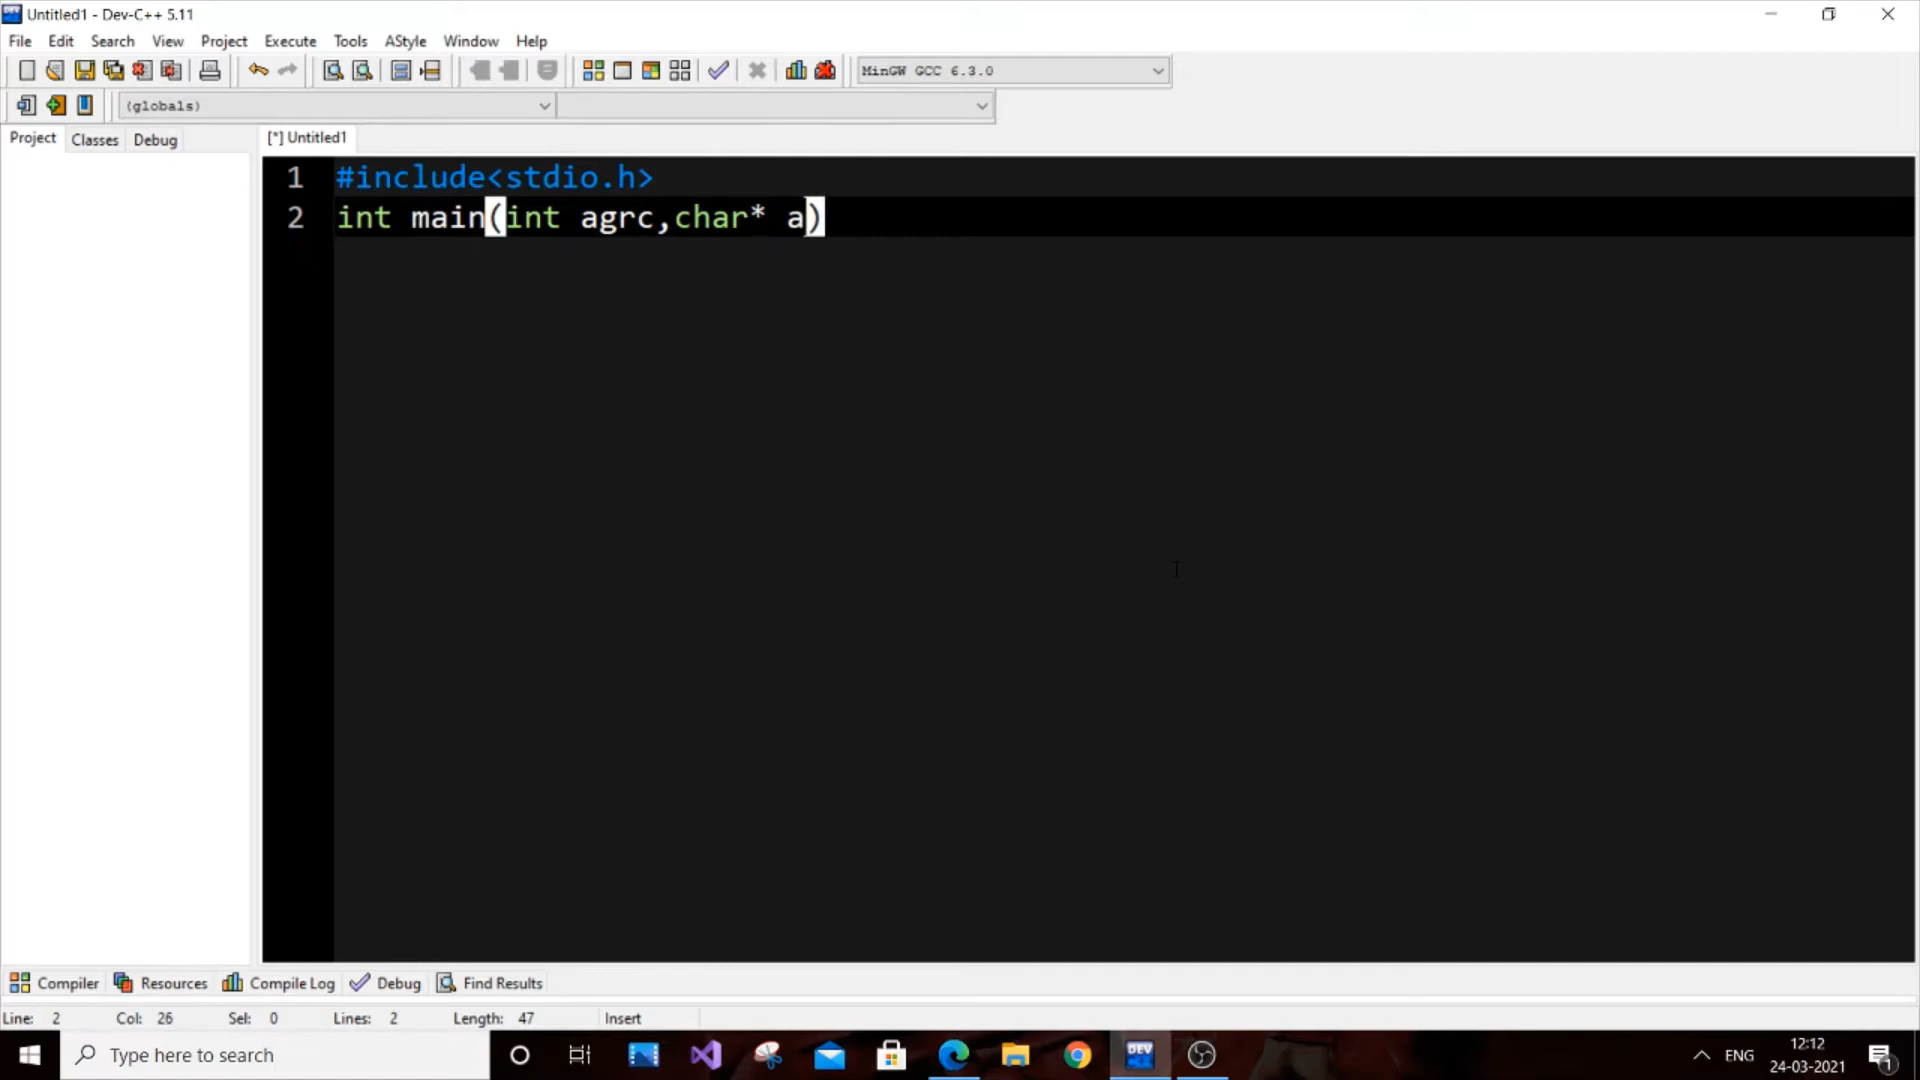 Untitled1 - Dev-C++ 5.11
File Edit Search View Project Execute Tools AStyle Window Help
MinGW GCC 6.3.0
(globals)
Project Classes Debug [*] Untitled1
1 #include<stdio.h>
2 int main(int agrc,char* a)
Compiler Resources Compile Log Debug Find Results
Line: 2 Col: 26 Sel: 0 Lines: 2 Length: 47 Insert
Type here to search
DEV
ENG
12:12
24-03-2021
1